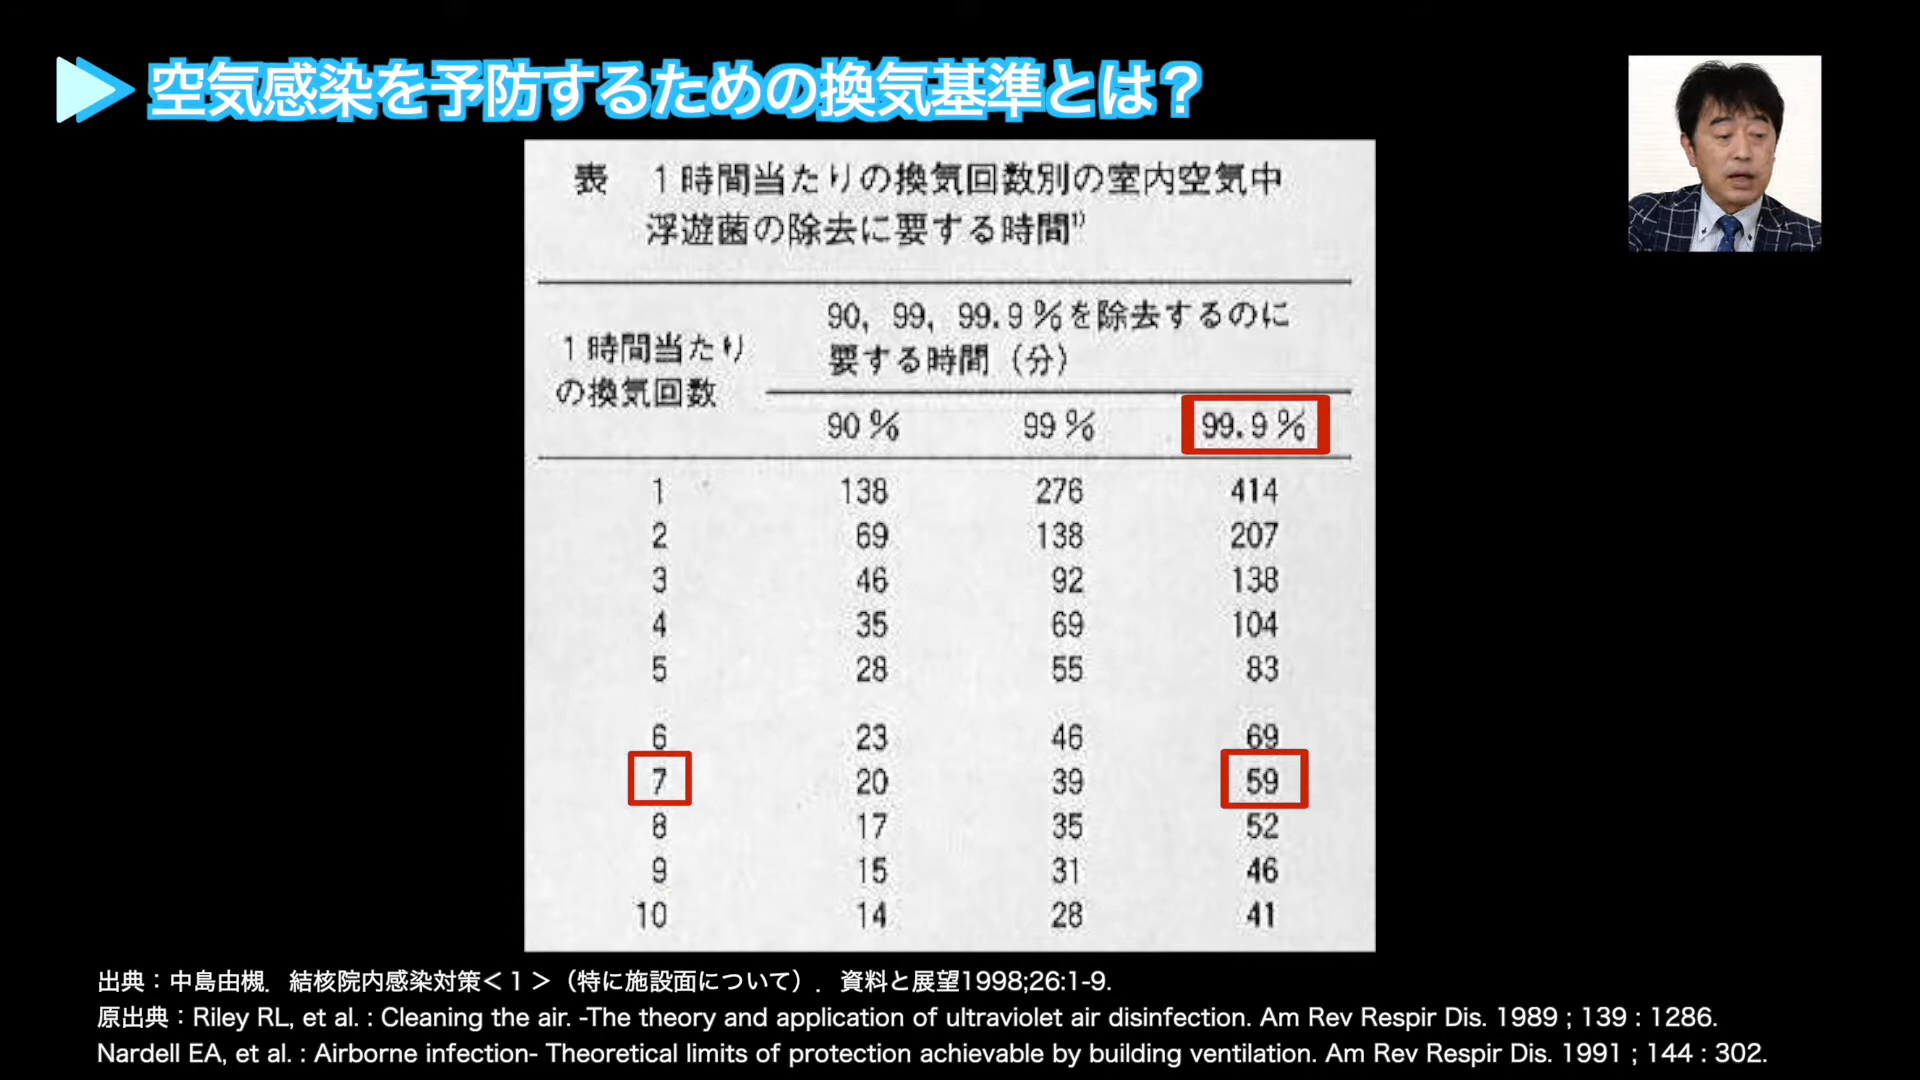 空気感染を予防するための換気基準とは？
表 1時間当たりの換気回数別の室内空気中
浮遊菌の除去に要する時間1)
1時間当たり
の換気回数
90, 99, 99.9%を除去するのに
要する時間（分）
90% 99% 99.9%
1 138 276 414
2 69 138 207
3 46 92 138
4 35 69 104
5 28 55 83
6 23 46 69
7 20 39 59
8 17 35 52
9 15 31 46
10 14 28 41
出典：中島由槻．結核院内感染対策＜1＞（特に施設面について）．資料と展望1998;26:1-9.
原出典：Riley RL, et al. : Cleaning the air. -The theory and application of ultraviolet air disinfection. Am Rev Respir Dis. 1989 ; 139 : 1286.
Nardell EA, et al. : Airborne infection- Theoretical limits of protection achievable by building ventilation. Am Rev Respir Dis. 1991 ; 144 : 302.